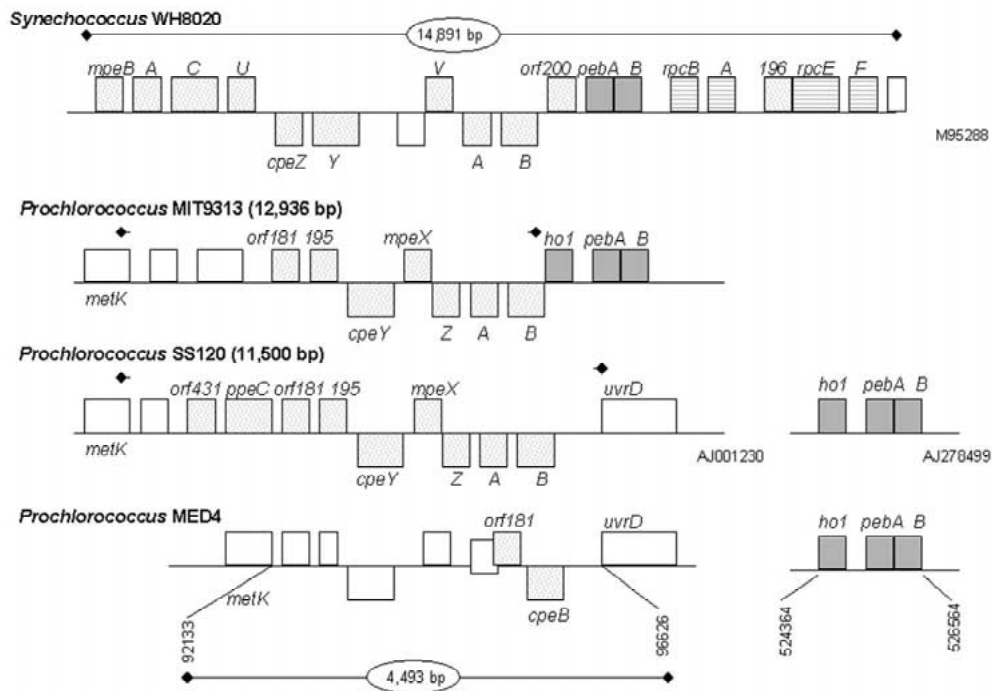 Synechococcus WH8020
14,891 bp
mpeB A C U V orf200 pebA B rpcB A 196 rpcE F
cpeZ Y A B
M95288
Prochlorococcus MIT9313 (12,936 bp)
orf181 195 mpeX ho1 pebA B
metK
cpeY Z A B
Prochlorococcus SS120 (11,500 bp)
orf431 ppeC orf181 195 mpeX uvrD ho1 pebA B
metK
AJ001230 AJ278499
cpeY Z A B
Prochlorococcus MED4
orf181 uvrD ho1 pebA B
metK
cpeB
92133 96626 524364 526564
4,493 bp